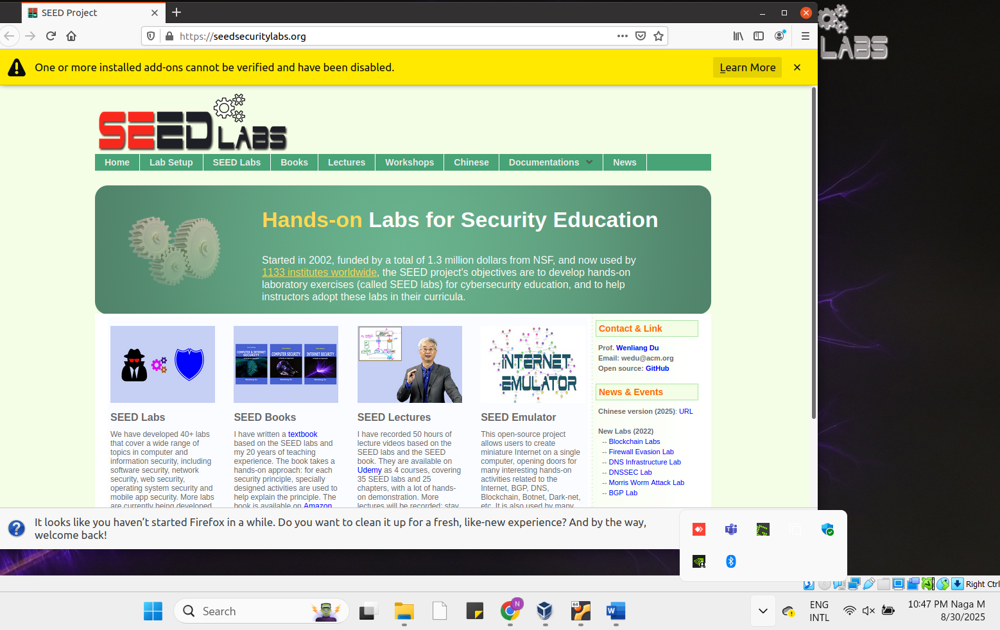 SEED Project
https://seedsecuritylabs.org
LABS
One or more installed add-ons cannot be verified and have been disabled.
Learn More
SEED LABS
Home
Lab Setup
SEED Labs
Books
Lectures
Workshops
Chinese
Documentations
News
Hands-on Labs for Security Education
Started in 2002, funded by a total of 1.3 million dollars from NSF, and now used by
1133 institutes worldwide, the SEED project's objectives are to develop hands-on
laboratory exercises (called SEED labs) for cybersecurity education, and to help
instructors adopt these labs in their curricula.
SEED Labs
We have developed 40+ labs
that cover a wide range of
topics in computer and
information security, including
software security, network
security, web security,
operating system security and
mobile app security. More labs
are currently being developed
COMPUTER & INTERNET SECURITY
COMPUTER SECURITY
INTERNET SECURITY
SEED Books
I have written a textbook
based on the SEED labs and
my 20 years of teaching
experience. The book takes a
hands-on approach: for each
security principle, specially
designed activities are used to
help explain the principle. The
book is available on Amazon
SEED Lectures
I have recorded 50 hours of
lecture videos based on the
SEED labs and the SEED
book. They are available on
Udemy as 4 courses, covering
35 SEED labs and 25
chapters, with a lot of hands-
on demonstration. More
lectures will be recorded; stay
INTERNET
EMULATOR
SEED Emulator
This open-source project
allows users to create
miniature Internet on a single
computer, opening doors for
many interesting hands-on
activities related to the
Internet, BGP, DNS,
Blockchain, Botnet, Dark-net,
etc. It is also used by many
Contact & Link
Prof. Wenliang Du
Email: wedu@acm.org
Open source: GitHub
News & Events
Chinese version (2025): URL
New Labs (2022)
-- Blockchain Labs
-- Firewall Evasion Lab
-- DNS Infrastructure Lab
-- DNSSEC Lab
-- Morris Worm Attack Lab
-- BGP Lab
It looks like you haven’t started Firefox in a while. Do you want to clean it up for a fresh, like-new experience? And by the way,
welcome back!
Right Ctrl
Search
N
64
W
ENG
INTL
10:47 PM Naga M
8/30/2025